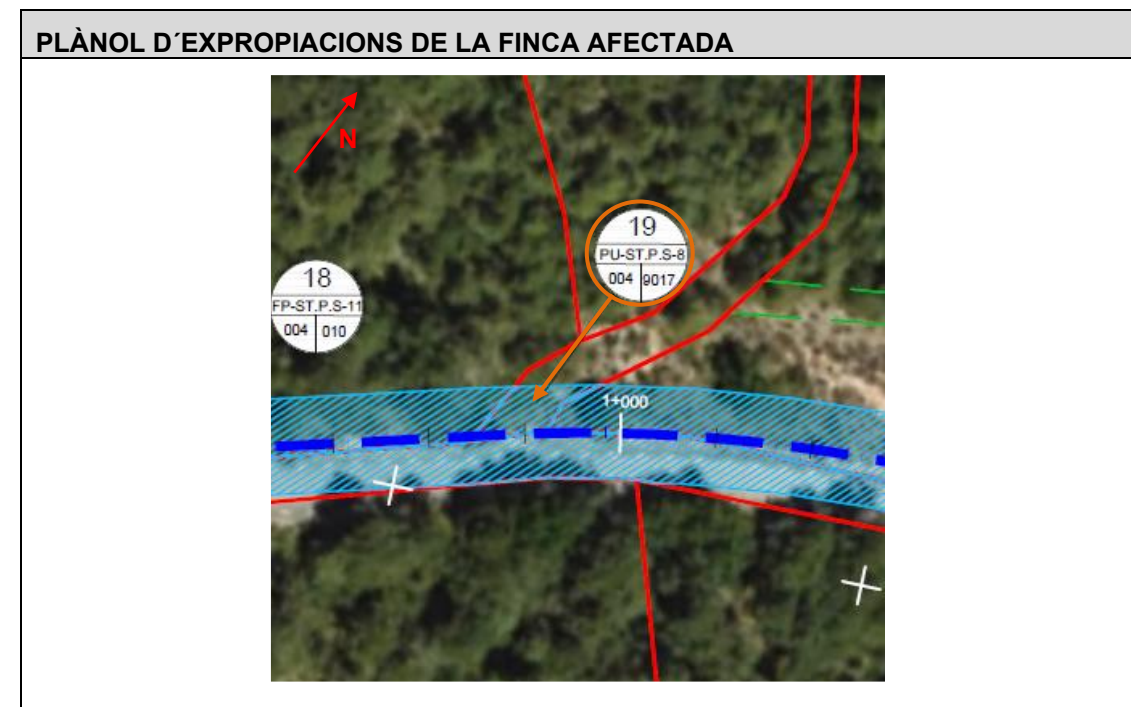 PLÀNOL D´EXPROPIACIONS DE LA FINCA AFECTADA
N
19
PU-ST.P.S-8
004 9017
18
FP-ST.P.S-11
004 010
1+000